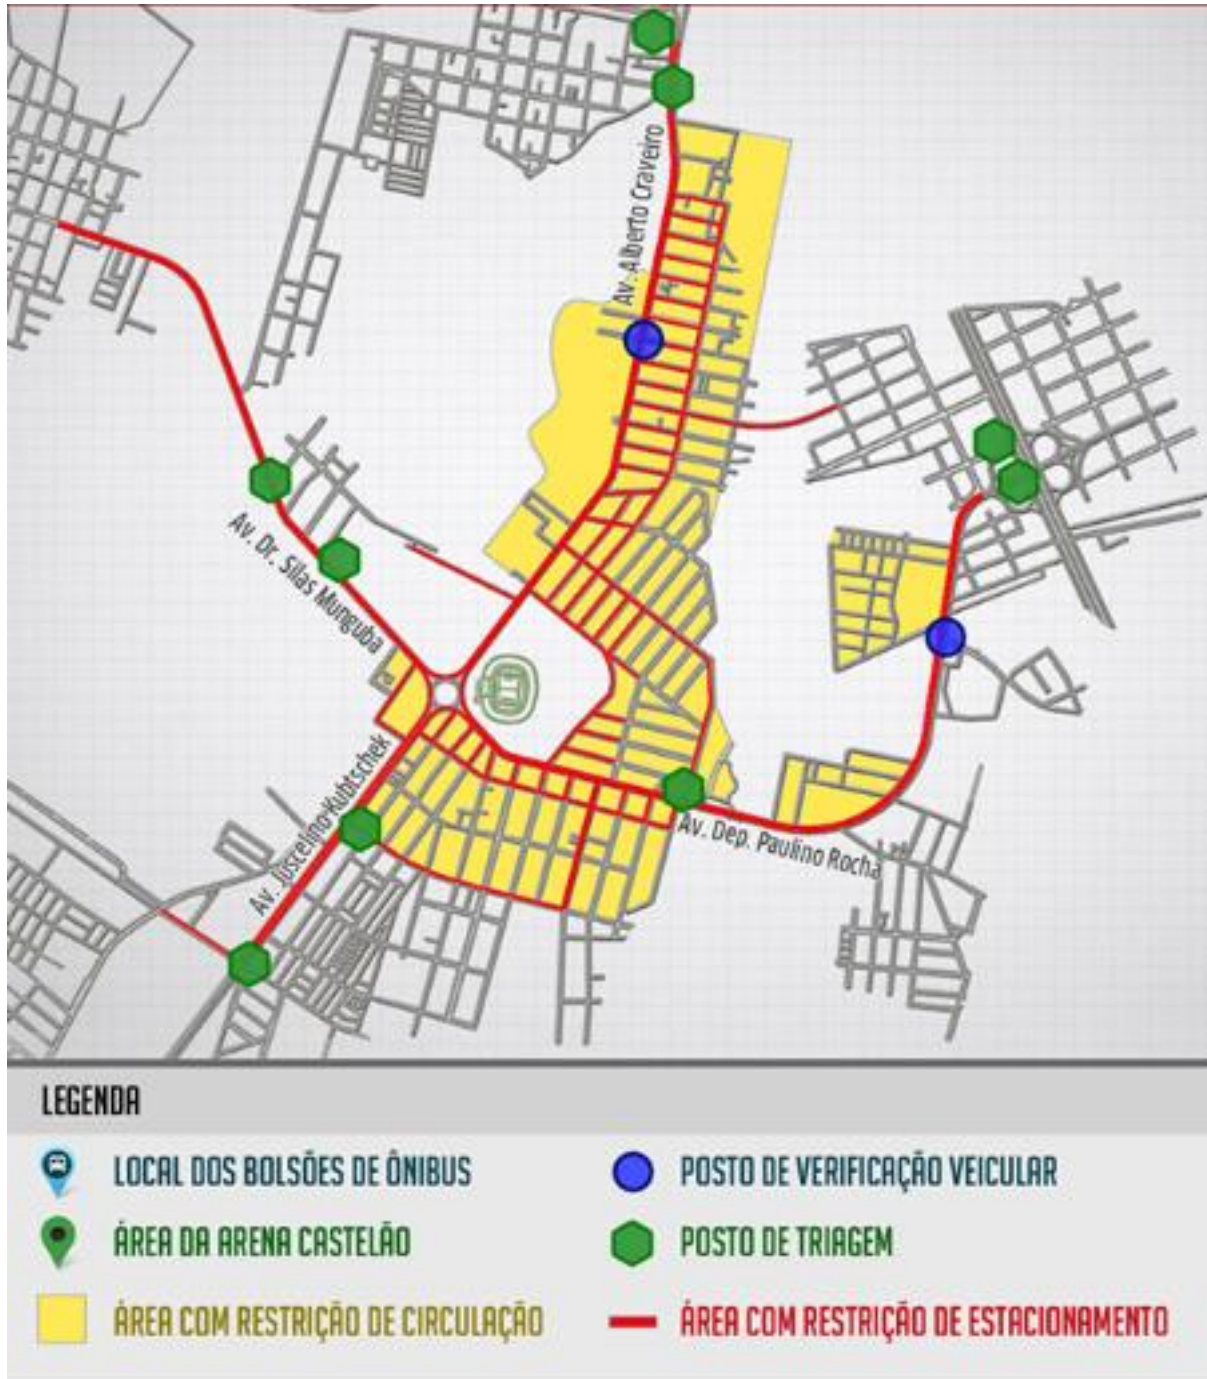 Av. Alberto Craveiro
Av. Dr. Silas Munguba
Av. Juscelino Kubtschek
Av. Dep. Paulino Rocha
LEGENDA
LOCAL DOS BOLSÕES DE ÔNIBUS
POSTO DE VERIFICAÇÃO VEICULAR
ÁREA DA ARENA CASTELÃO
POSTO DE TRIAGEM
ÁREA COM RESTRIÇÃO DE CIRCULAÇÃO
ÁREA COM RESTRIÇÃO DE ESTACIONAMENTO